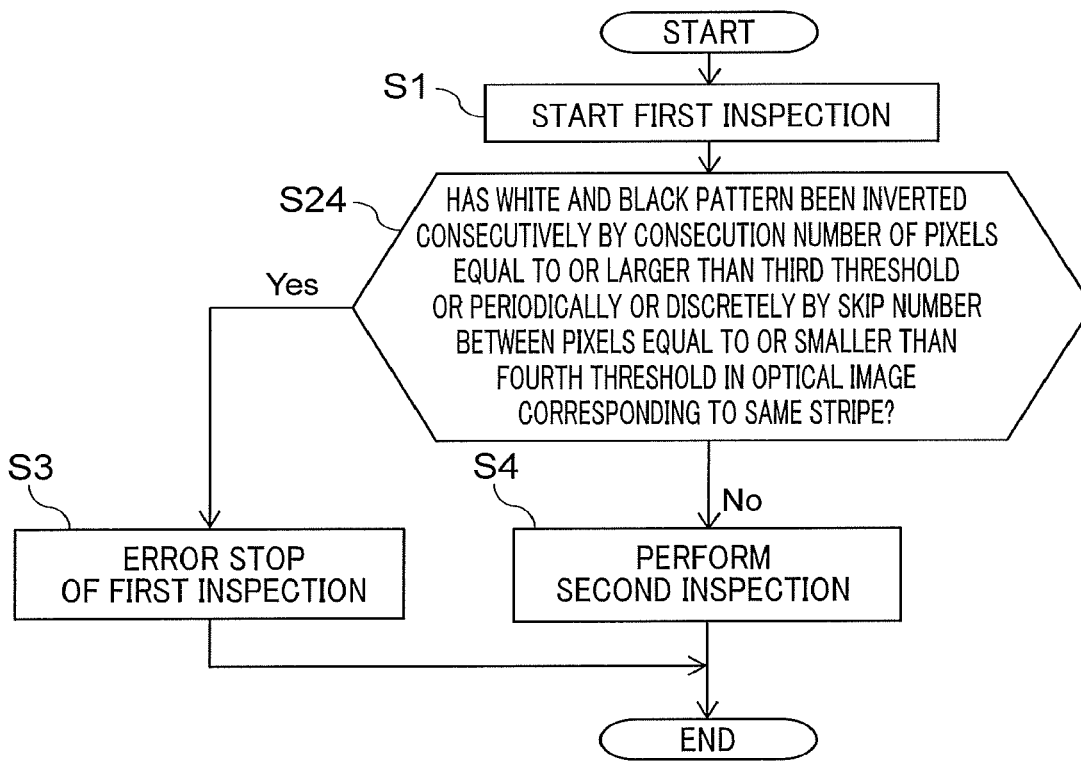 START
S1
START FIRST INSPECTION
S24
HAS WHITE AND BLACK PATTERN BEEN INVERTED
CONSECUTIVELY BY CONSECUTION NUMBER OF PIXELS
EQUAL TO OR LARGER THAN THIRD THRESHOLD
OR PERIODICALLY OR DISCRETELY BY SKIP NUMBER
BETWEEN PIXELS EQUAL TO OR SMALLER THAN
FOURTH THRESHOLD IN OPTICAL IMAGE
CORRESPONDING TO SAME STRIPE?
Yes
No
S3
ERROR STOP
OF FIRST INSPECTION
S4
PERFORM
SECOND INSPECTION
END